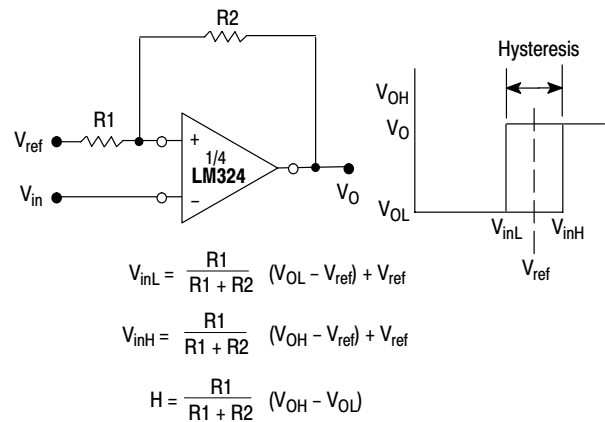 R2
Hysteresis
R1
V_OH
V_ref
+
1/4
LM324
V_O
V_in
−
V_O
V_OL
V_inL
V_inH
V_ref
V_inL = R1 / (R1 + R2) (V_OL – V_ref) + V_ref
V_inH = R1 / (R1 + R2) (V_OH – V_ref) + V_ref
H = R1 / (R1 + R2) (V_OH – V_OL)